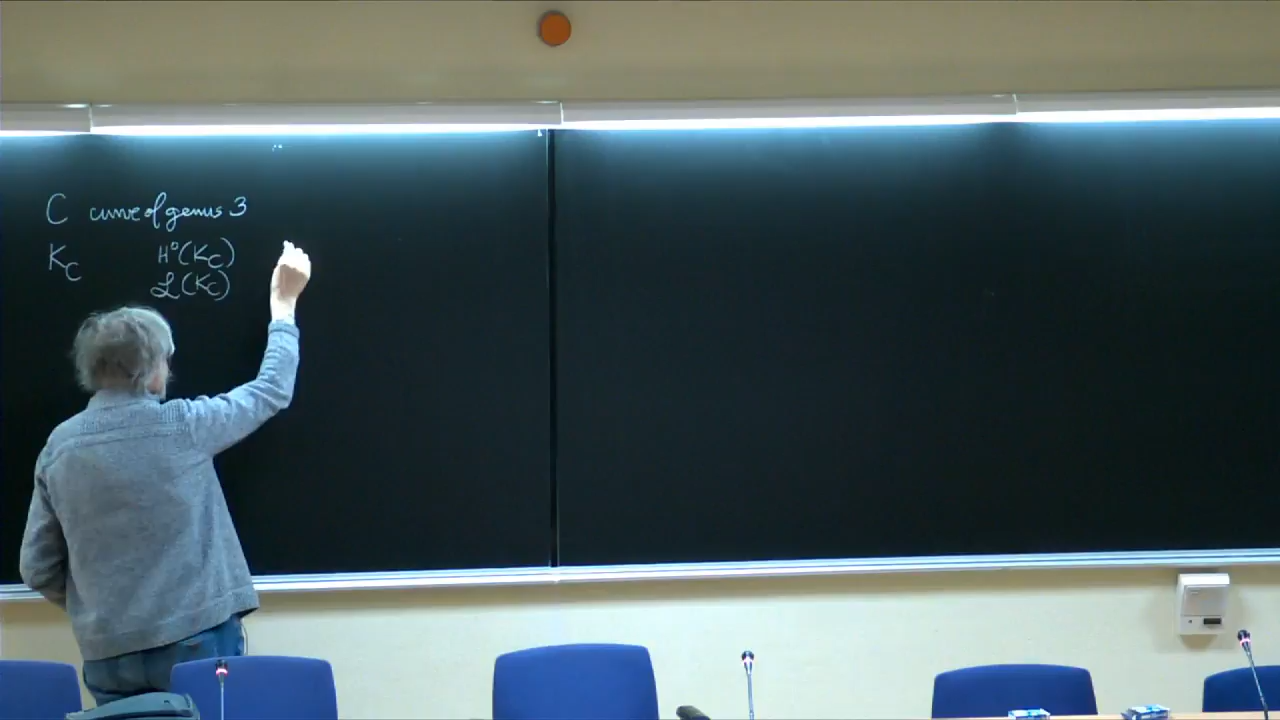 C curve of genus 3
K_C H⁰(K_C)
ℒ(K_C)